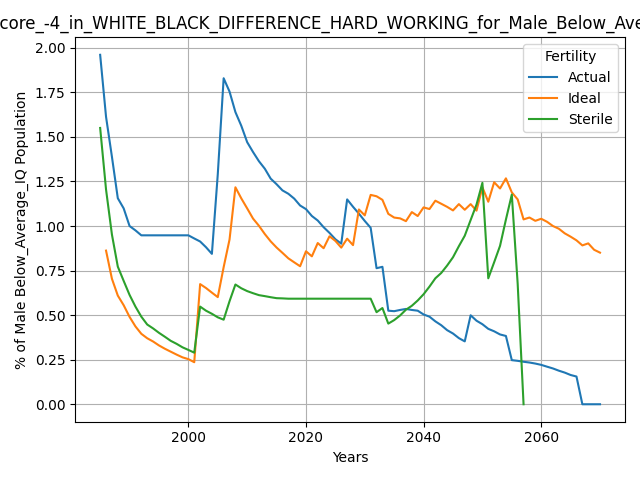 core_-4_in_WHITE_BLACK_DIFFERENCE_HARD_WORKING_for_Male_Below_Ave
Fertility
Actual
Ideal
Sterile
% of Male Below_Average_IQ Population
2.00
1.75
1.50
1.25
1.00
0.75
0.50
0.25
0.00
2000 2020 2040 2060
Years